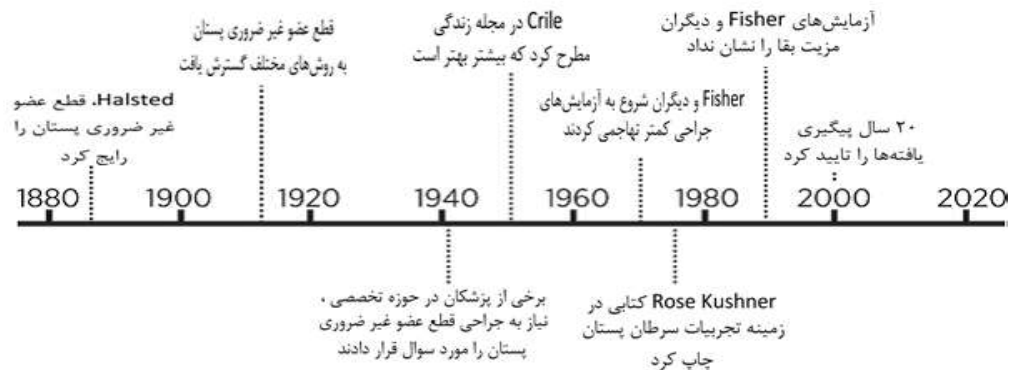 Halsted، قطع عضو
غیر ضروری پستان را
رایج کرد
قطع عضو غیر ضروری پستان
به روش‌های مختلف گسترش یافت
Crile در مجله زندگی
مطرح کرد که بیشتر بهتر است
Fisher و دیگران شروع به آزمایش‌های
جراحی کمتر تهاجمی کردند
آزمایش‌های Fisher و دیگران
مزیت بقا را نشان نداد
۲۰ سال پیگیری
یافته‌ها را تایید کرد
1880 1900 1920 1940 1960 1980 2000 2020
برخی از پزشکان در حوزه تخصصی ،
نیاز به جراحی قطع عضو غیر ضروری
پستان را مورد سوال قرار دادند
Rose Kushner کتابی در
زمینه تجربیات سرطان پستان
چاپ کرد